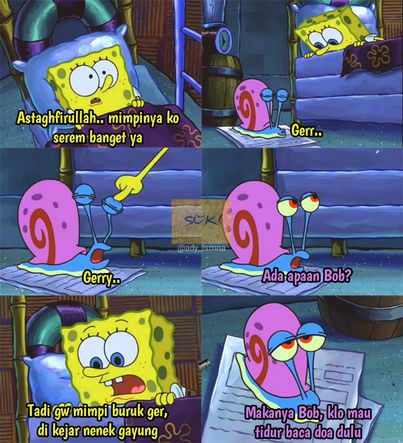 Astaghfirullah.. mimpinya ko
serem banget ya
Gerr..
Gerry..
@ady_tsmna
Ada apaan Bob?
Tadi gw mimpi buruk ger,
di kejar nenek gayung
Makanya Bob, klo mau
tidur baca doa dulu